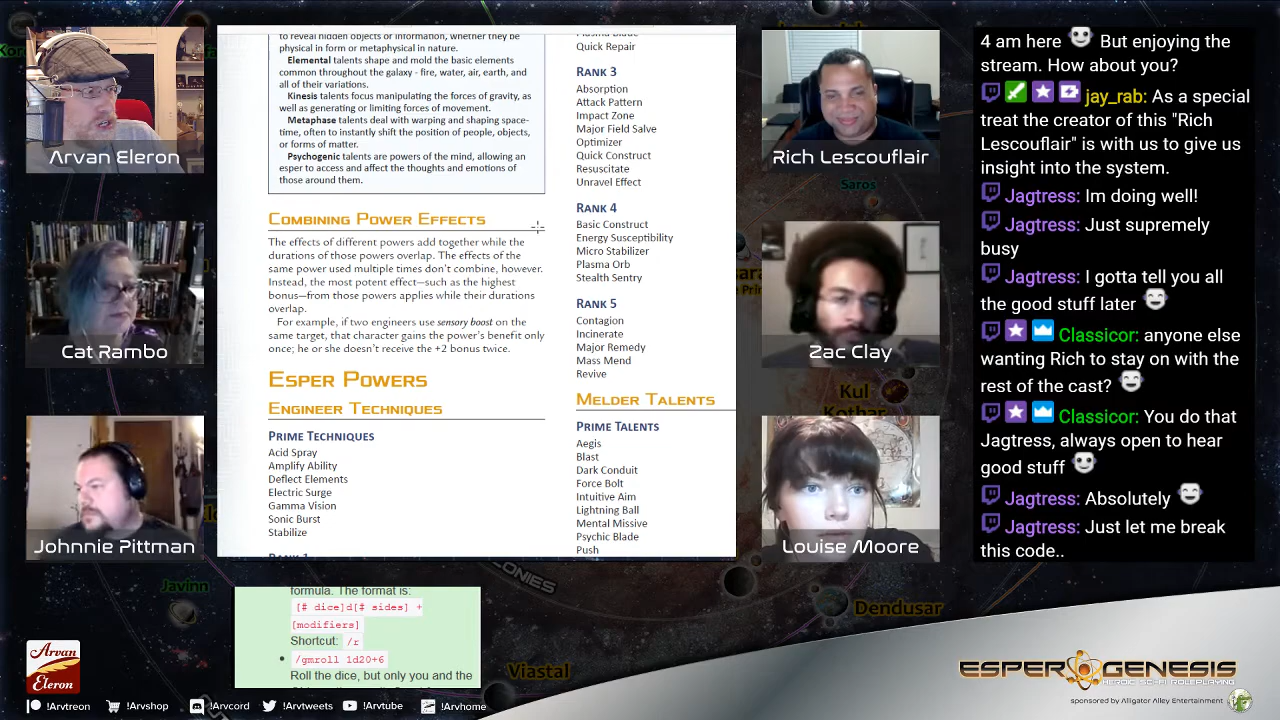 Arvan Eleron
Cat Rambo
Johnnie Pittman
to reveal hidden objects or information, whether they be
physical in form or metaphysical in nature.
Elemental talents shape and mold the basic elements
common throughout the galaxy - fire, water, air, earth, and
all of their variations.
Kinesis talents focus manipulating the forces of gravity, as
well as generating or limiting forces of movement.
Metaphase talents deal with warping and shaping space-
time, often to instantly shift the position of people, objects,
or forms of matter.
Psychogenic talents are powers of the mind, allowing an
esper to access and affect the thoughts and emotions of
those around them.
Combining Power Effects
The effects of different powers add together while the
durations of those powers overlap. The effects of the
same power used multiple times don't combine, however.
Instead, the most potent effect—such as the highest
bonus—from those powers applies while their durations
overlap.
For example, if two engineers use sensory boost on the
same target, that character gains the power's benefit only
once; he or she doesn't receive the +2 bonus twice.
Esper Powers
Engineer Techniques
Prime Techniques
Acid Spray
Amplify Ability
Deflect Elements
Electric Surge
Gamma Vision
Sonic Burst
Stabilize
Plasma Blade
Quick Repair
Rank 3
Absorption
Attack Pattern
Impact Zone
Major Field Salve
Optimizer
Quick Construct
Resuscitate
Unravel Effect
Rank 4
Basic Construct
Energy Susceptibility
Micro Stabilizer
Plasma Orb
Stealth Sentry
Rank 5
Contagion
Incinerate
Major Remedy
Mass Mend
Revive
Melder Talents
Prime Talents
Aegis
Blast
Dark Conduit
Force Bolt
Intuitive Aim
Lightning Ball
Mental Missive
Psychic Blade
Push
Rich Lescouflair
Saros
Zac Clay
Kul
Kothar
Louise Moore
4 am here But enjoying the
stream. How about you?
jay_rab: As a special
treat the creator of this "Rich
Lescouflair" is with us to give us
insight into the system.
Jagtress: Im doing well!
Jagtress: Just supremely
busy
Jagtress: I gotta tell you all
the good stuff later
Classicor: anyone else
wanting Rich to stay on with the
rest of the cast?
Classicor: You do that
Jagtress, always open to hear
good stuff
Jagtress: Absolutely
Jagtress: Just let me break
this code..
Javinn
COLONIES
Dendusar
Viastal
formula. The format is:
[# dice]d[# sides] +
[modifiers]
Shortcut: /r
• /gmroll 1d20+6
Roll the dice, but only you and the
Arvan
Eleron
/Arvtreon !Arvshop !Arvcord /Arvtweets /Arvtube !Arvhome
ESPER GENESIS
HEROIC SCI-FI ROLEPLAYING
sponsored by Alligator Alley Entertainment